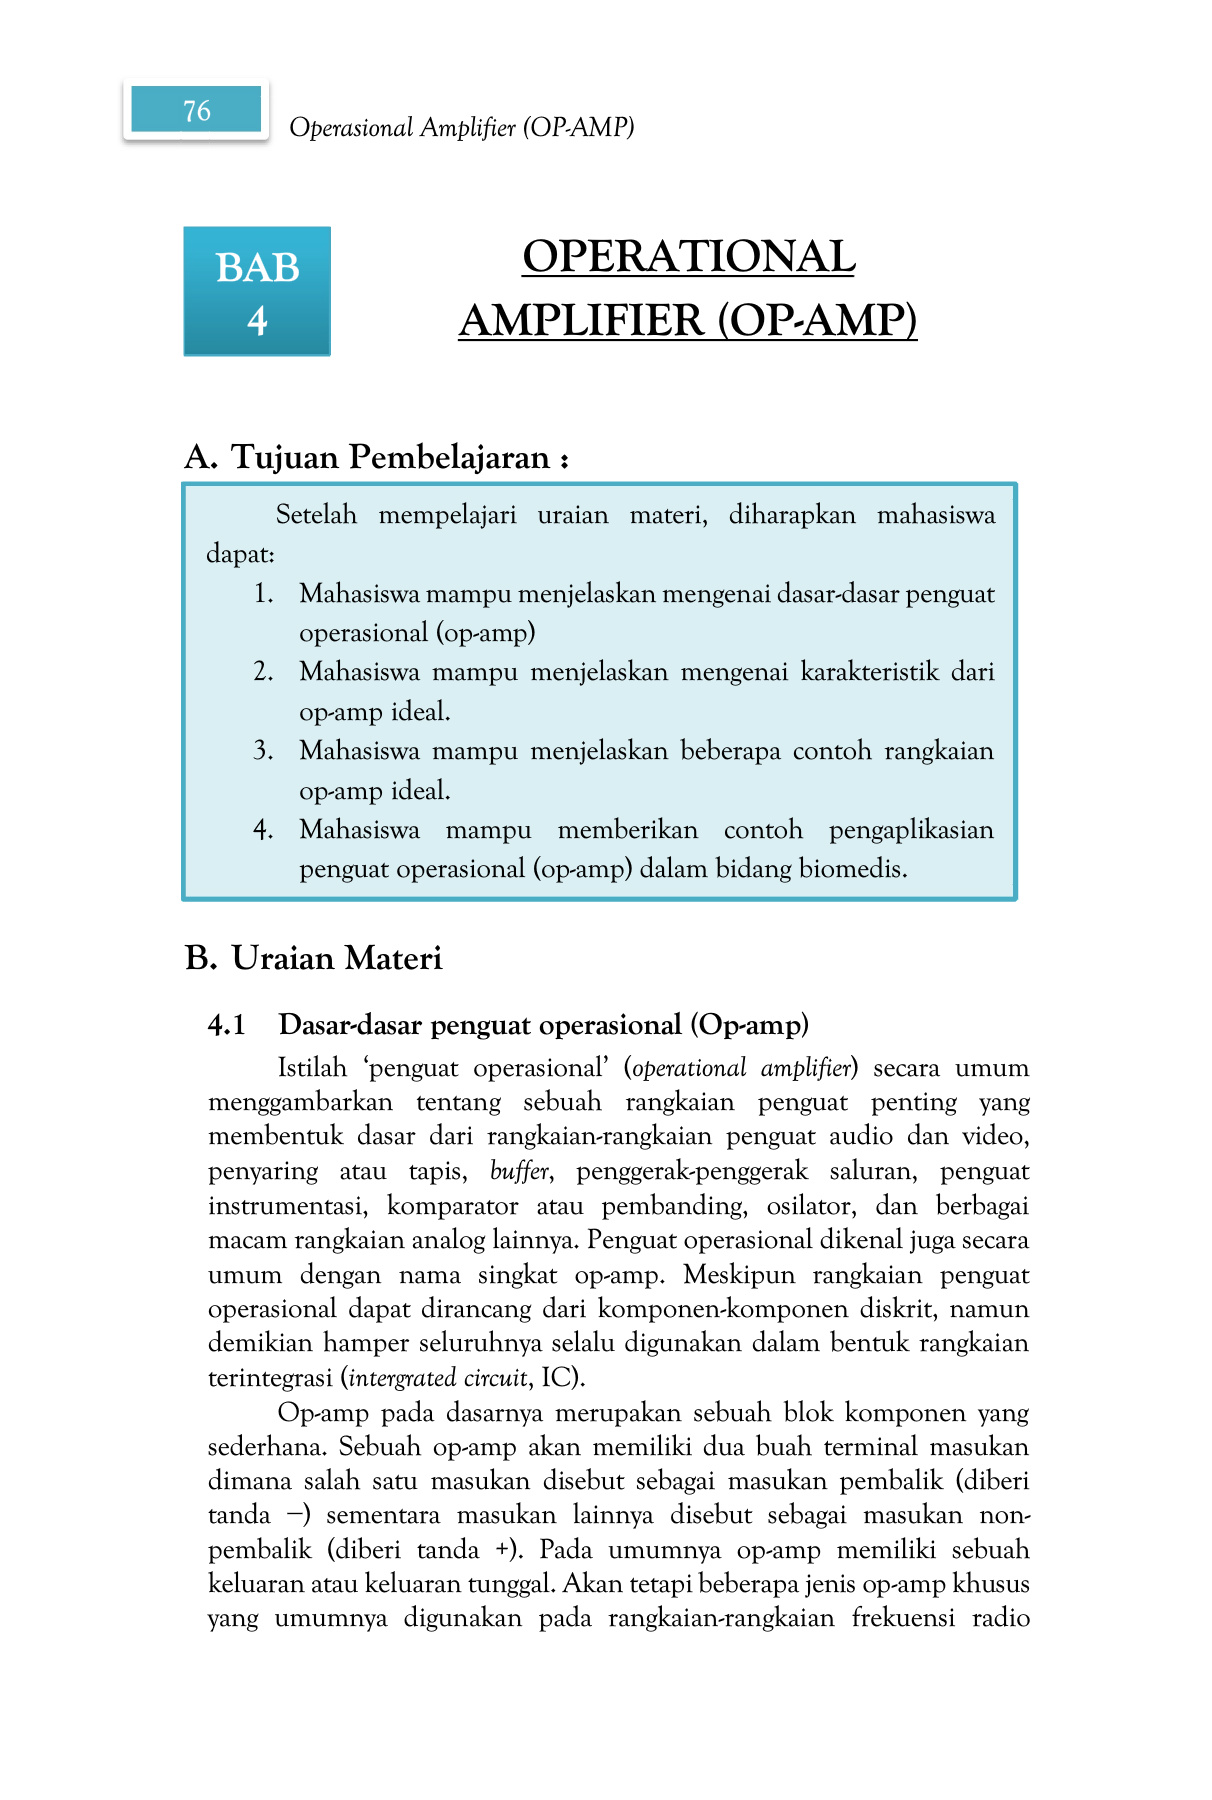 76
Operasional Amplifier (OP-AMP)
BAB
4
OPERATIONAL
AMPLIFIER (OP-AMP)
A. Tujuan Pembelajaran :
Setelah mempelajari uraian materi, diharapkan mahasiswa
dapat:
1. Mahasiswa mampu menjelaskan mengenai dasar-dasar penguat
operasional (op-amp)
2. Mahasiswa mampu menjelaskan mengenai karakteristik dari
op-amp ideal.
3. Mahasiswa mampu menjelaskan beberapa contoh rangkaian
op-amp ideal.
4. Mahasiswa mampu memberikan contoh pengaplikasian
penguat operasional (op-amp) dalam bidang biomedis.
B. Uraian Materi
4.1 Dasar-dasar penguat operasional (Op-amp)
Istilah ‘penguat operasional’ (operational amplifier) secara umum
menggambarkan tentang sebuah rangkaian penguat penting yang
membentuk dasar dari rangkaian-rangkaian penguat audio dan video,
penyaring atau tapis, buffer, penggerak-penggerak saluran, penguat
instrumentasi, komparator atau pembanding, osilator, dan berbagai
macam rangkaian analog lainnya. Penguat operasional dikenal juga secara
umum dengan nama singkat op-amp. Meskipun rangkaian penguat
operasional dapat dirancang dari komponen-komponen diskrit, namun
demikian hamper seluruhnya selalu digunakan dalam bentuk rangkaian
terintegrasi (intergrated circuit, IC).
Op-amp pada dasarnya merupakan sebuah blok komponen yang
sederhana. Sebuah op-amp akan memiliki dua buah terminal masukan
dimana salah satu masukan disebut sebagai masukan pembalik (diberi
tanda −) sementara masukan lainnya disebut sebagai masukan non-
pembalik (diberi tanda +). Pada umumnya op-amp memiliki sebuah
keluaran atau keluaran tunggal. Akan tetapi beberapa jenis op-amp khusus
yang umumnya digunakan pada rangkaian-rangkaian frekuensi radio